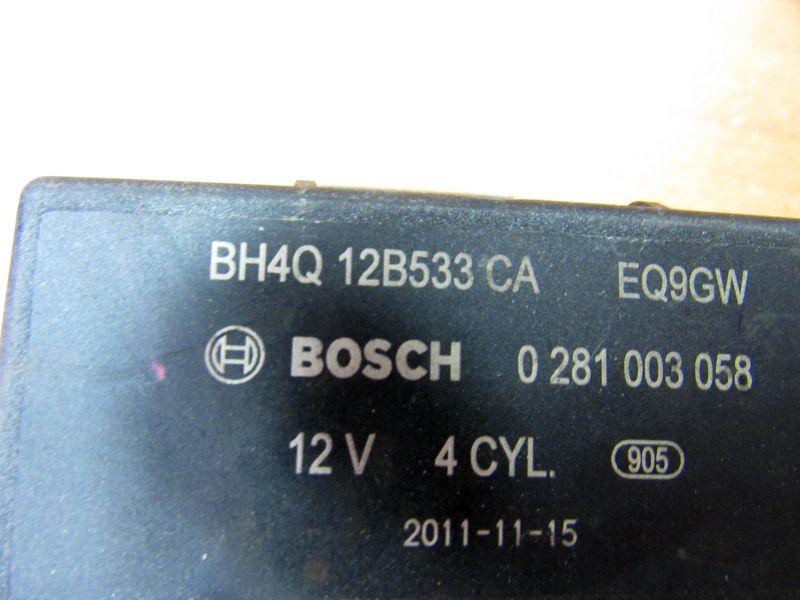 BH4Q 12B533 CA EQ9GW
BOSCH 0 281 003 058
12 V 4 CYL. 905
2011-11-15